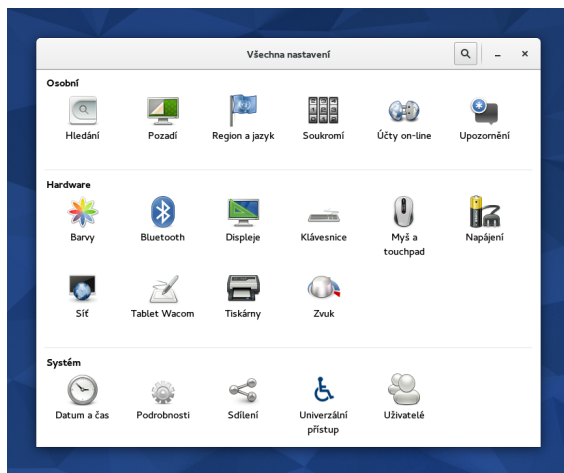 Všechna nastavení
Osobní
Hledání Pozadí Region a jazyk Soukromí Účty on-line Upozornění
Hardware
Barvy Bluetooth Displeje Klávesnice Myš a touchpad Napájení
Síť Tablet Wacom Tiskárny Zvuk
Systém
Datum a čas Podrobnosti Sdílení Univerzální přístup Uživatelé